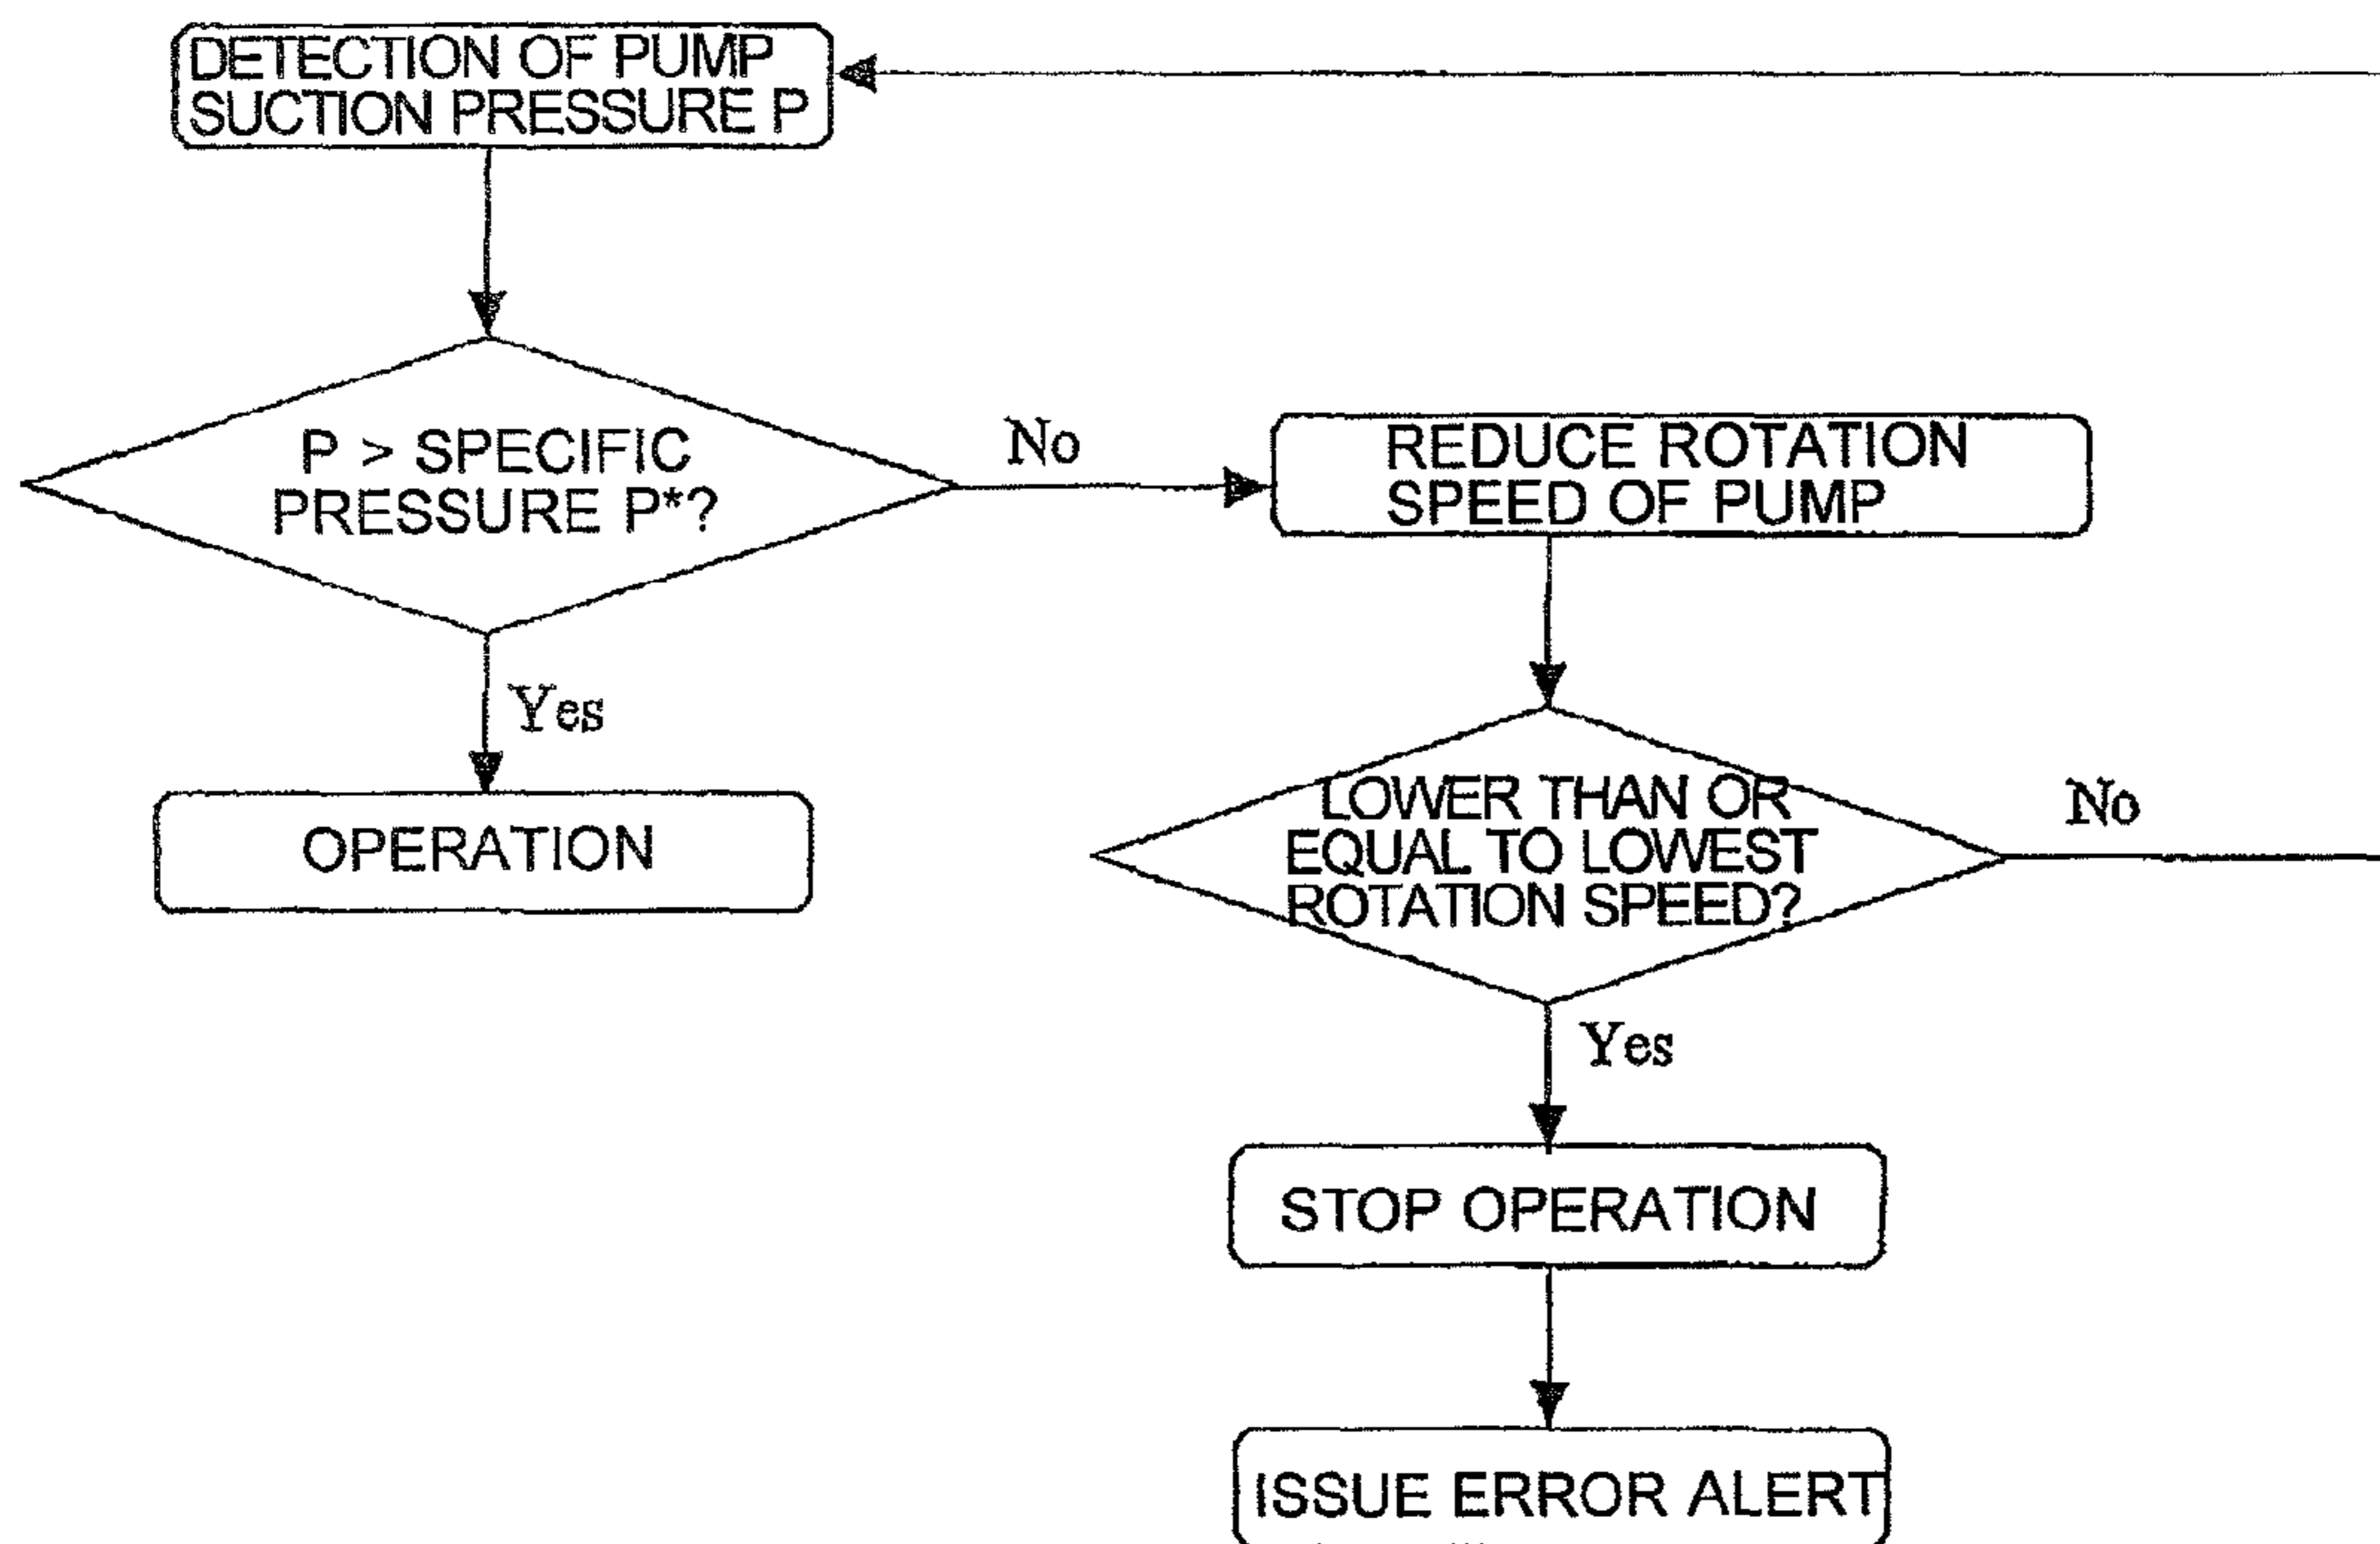 DETECTION OF PUMP
SUCTION PRESSURE P
P > SPECIFIC
PRESSURE P*?
No
REDUCE ROTATION
SPEED OF PUMP
Yes
OPERATION
LOWER THAN OR
EQUAL TO LOWEST
ROTATION SPEED?
No
Yes
STOP OPERATION
ISSUE ERROR ALERT